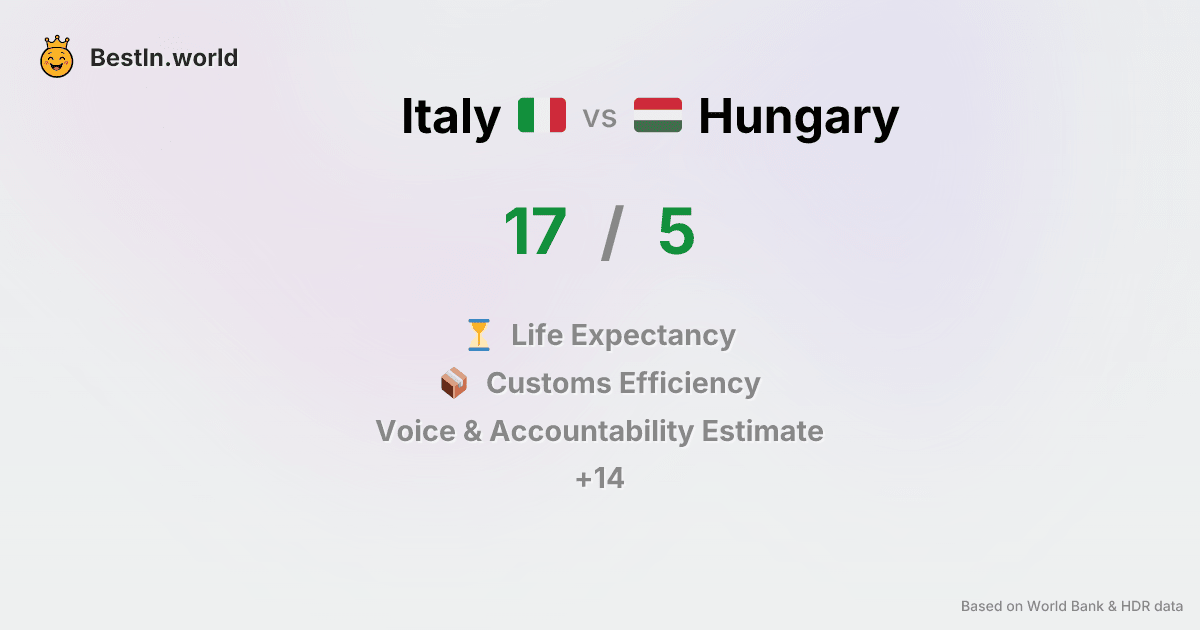 BestIn.world
Italy vs Hungary
17 / 5
Life Expectancy
Customs Efficiency
Voice & Accountability Estimate
+14
Based on World Bank & HDR data